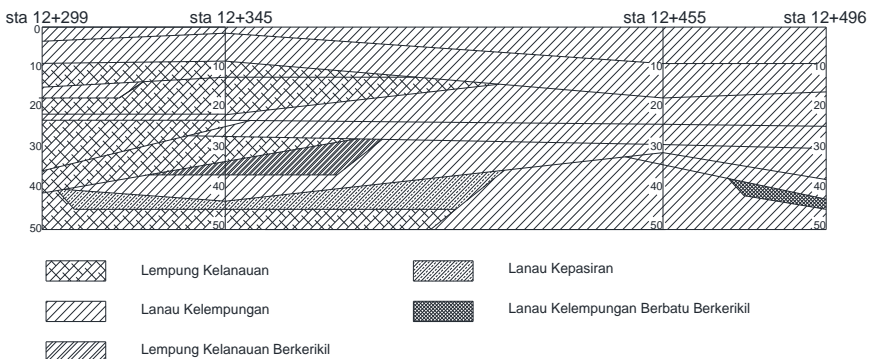 sta 12+299 sta 12+345 sta 12+455 sta 12+496
0
10 10 10 10
20 20 20 20
30 30 30 30
40 40 40 40
50 50 50 50
Lempung Kelanauan
Lanau Kepasiran
Lanau Kelempungan
Lanau Kelempungan Berbatu Berkerikil
Lempung Kelanauan Berkerikil